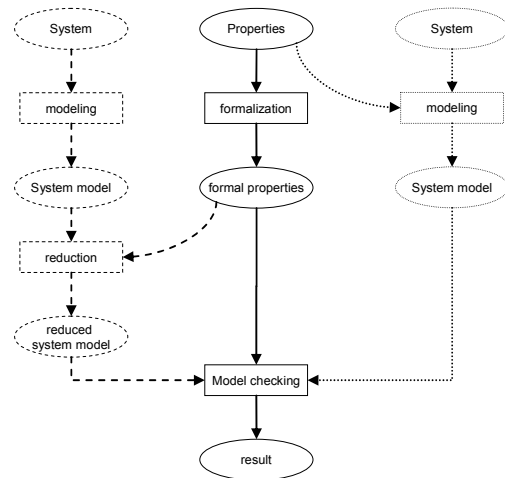 System
Properties
System
modeling
formalization
modeling
System model
formal properties
System model
reduction
reduced
system model
Model checking
result